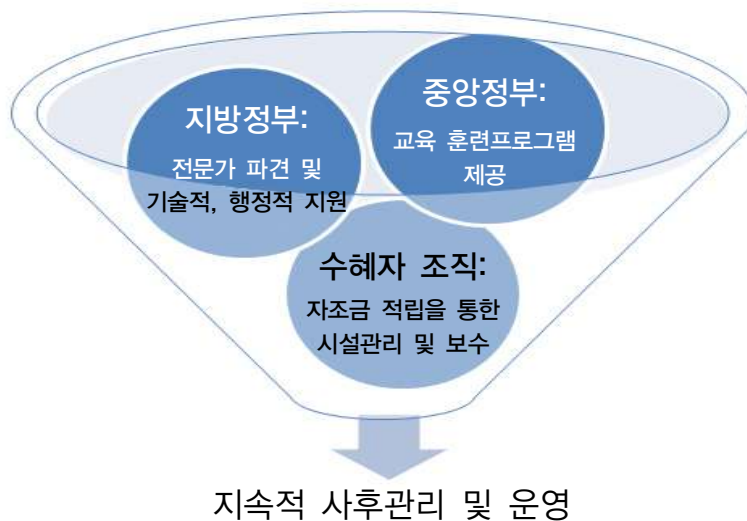 지방정부:
전문가 파견 및
기술적, 행정적 지원
중앙정부:
교육 훈련프로그램
제공
수혜자 조직:
자조금 적립을 통한
시설관리 및 보수
지속적 사후관리 및 운영